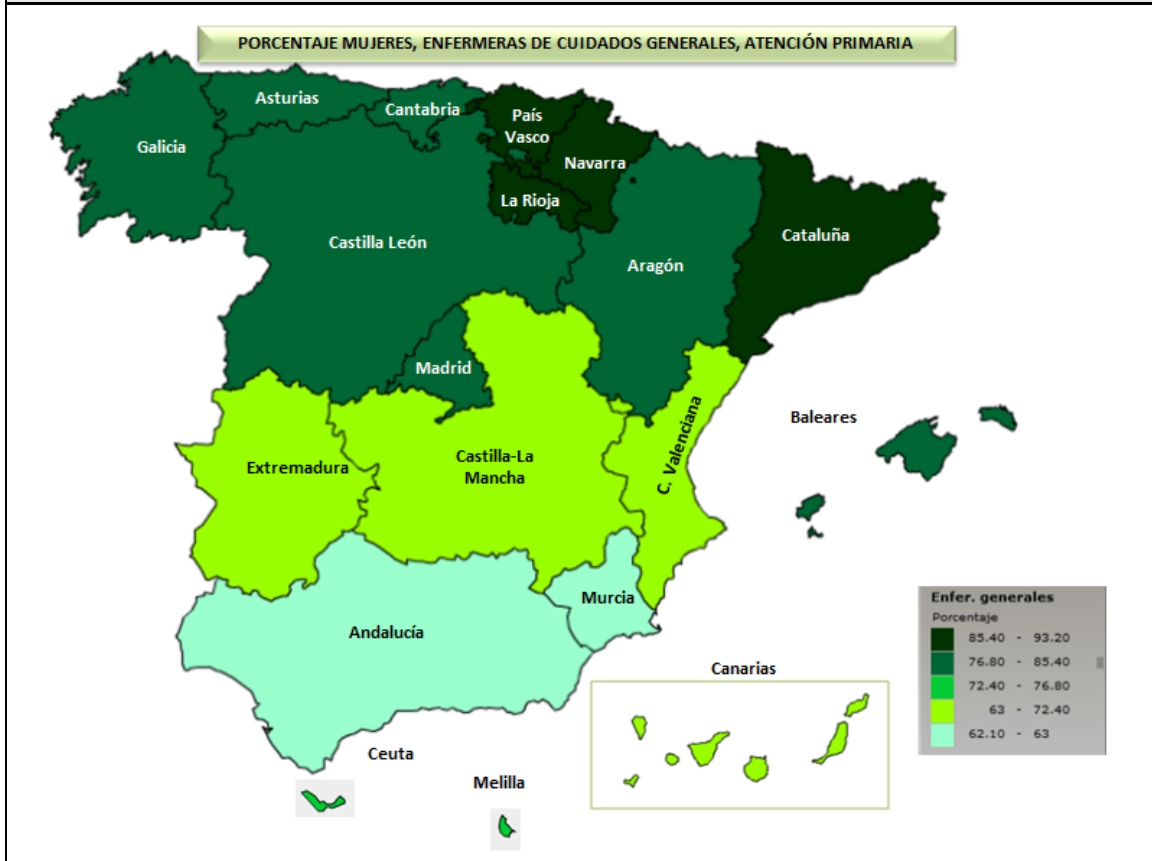 PORCENTAJE MUJERES, ENFERMERAS DE CUIDADOS GENERALES, ATENCIÓN PRIMARIA
Asturias
Cantabria
País
Vasco
Galicia
Navarra
La Rioja
Castilla León
Cataluña
Aragón
Madrid
Baleares
C. Valenciana
Extremadura
Castilla-La
Mancha
Murcia
Andalucía
Canarias
Ceuta
Melilla
Enfer. generales
Porcentaje
85.40 - 93.20
76.80 - 85.40
72.40 - 76.80
63 - 72.40
62.10 - 63